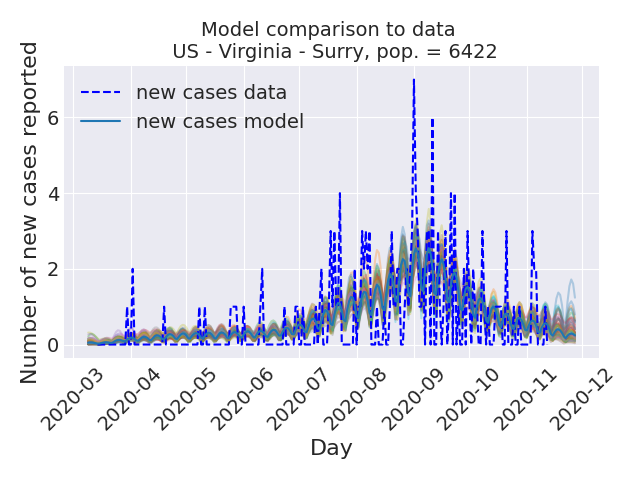 Model comparison to data
US - Virginia - Surry, pop. = 6422
Number of new cases reported
new cases data
new cases model
6
4
2
0
2020-03
2020-04
2020-05
2020-06
2020-07
2020-08
2020-09
2020-10
2020-11
2020-12
Day